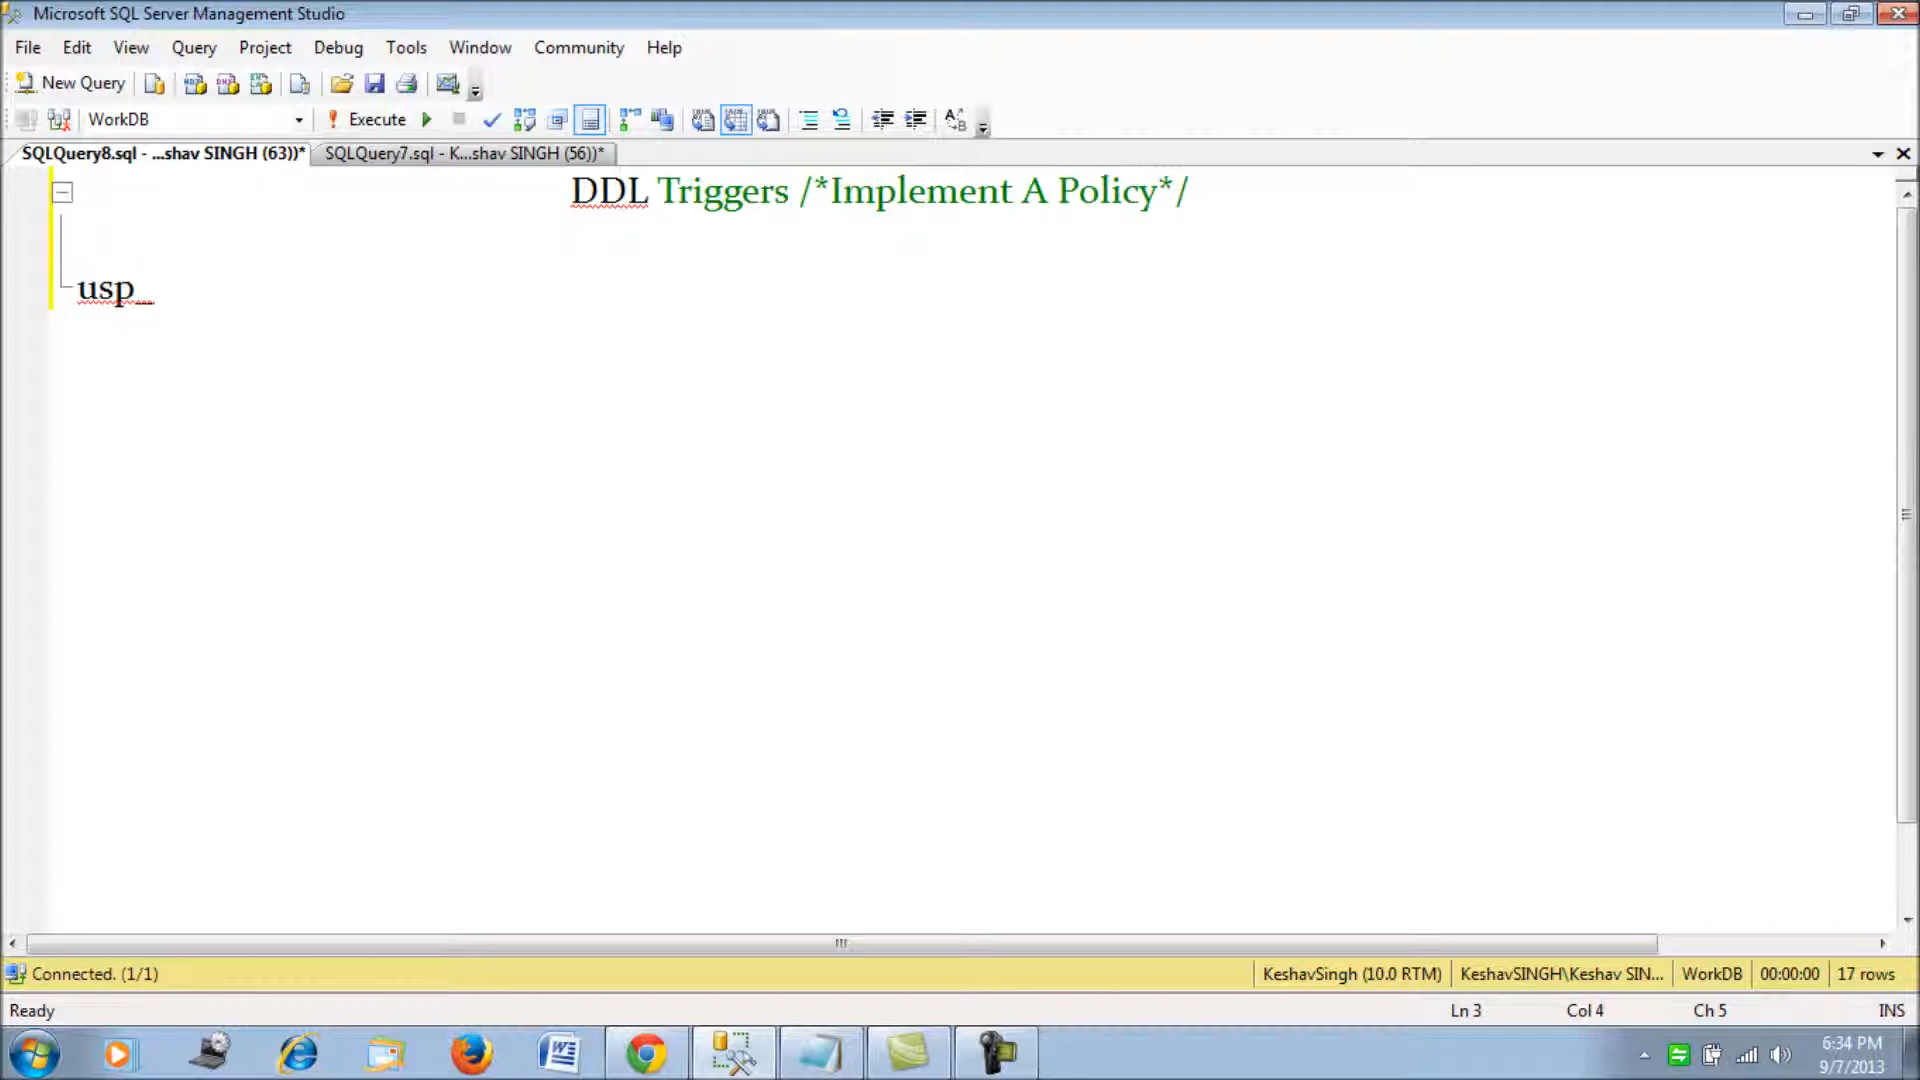 Microsoft SQL Server Management Studio
File Edit View Query Project Debug Tools Window Community Help
New Query
WorkDB Execute
SQLQuery8.sql - ...shav SINGH (63))* SQLQuery7.sql - K...shav SINGH (56))*
DDL Triggers /*Implement A Policy*/
usp_
Connected. (1/1) KeshavSingh (10.0 RTM) KeshavSINGH\Keshav SIN... WorkDB 00:00:00 17 rows
Ready Ln 3 Col 4 Ch 5 INS
6:34 PM
9/7/2013